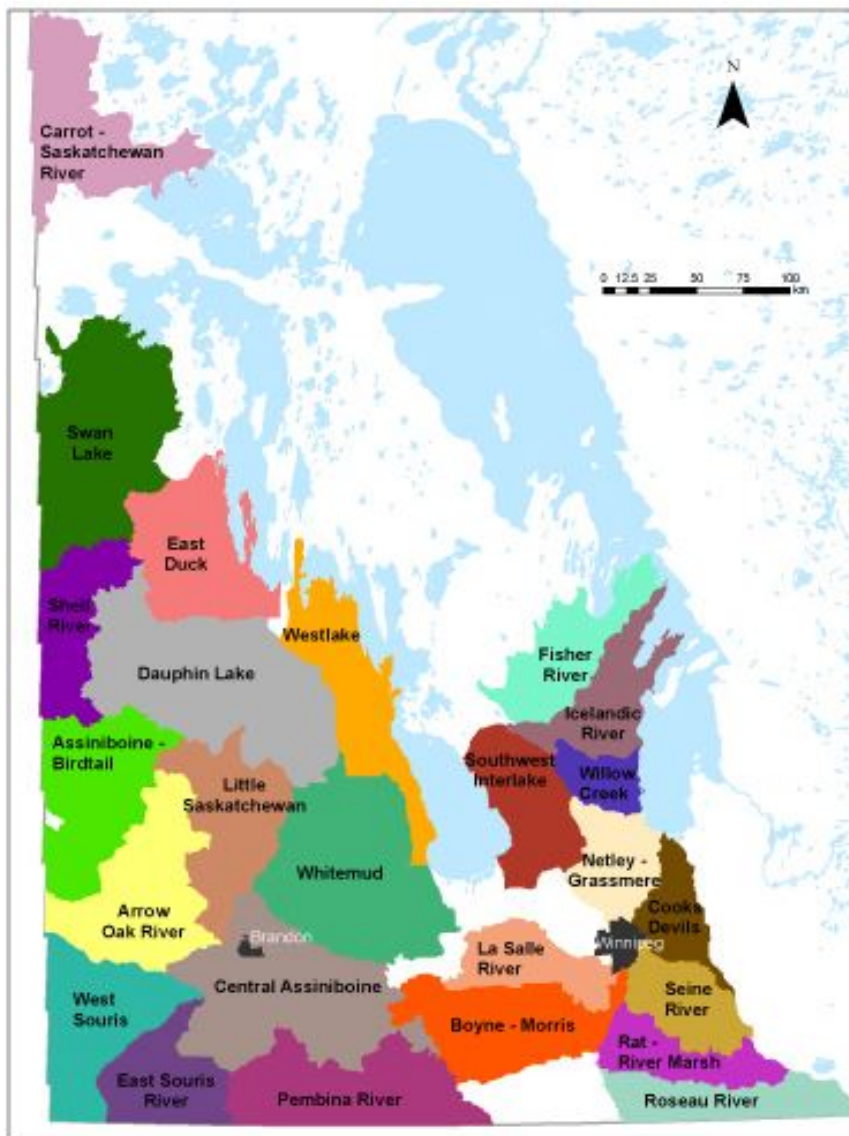 N
Carrot -
Saskatchewan
River
0 12.5 25 50 75 100
km
Swan
Lake
East
Duck
Shell
River
Westlake
Dauphin Lake
Fisher
River
Icelandic
River
Assiniboine -
Birdtail
Southwest
Interlake
Willow
Creek
Little
Saskatchewan
Whitemud
Netley -
Grassmere
Cooks
Devils
Arrow
Oak River
Brandon
Winnipeg
La Salle
River
Central Assiniboine
West
Souris
Seine
River
Boyne - Morris
Rat -
River Marsh
East Souris
River
Pembina River
Roseau River